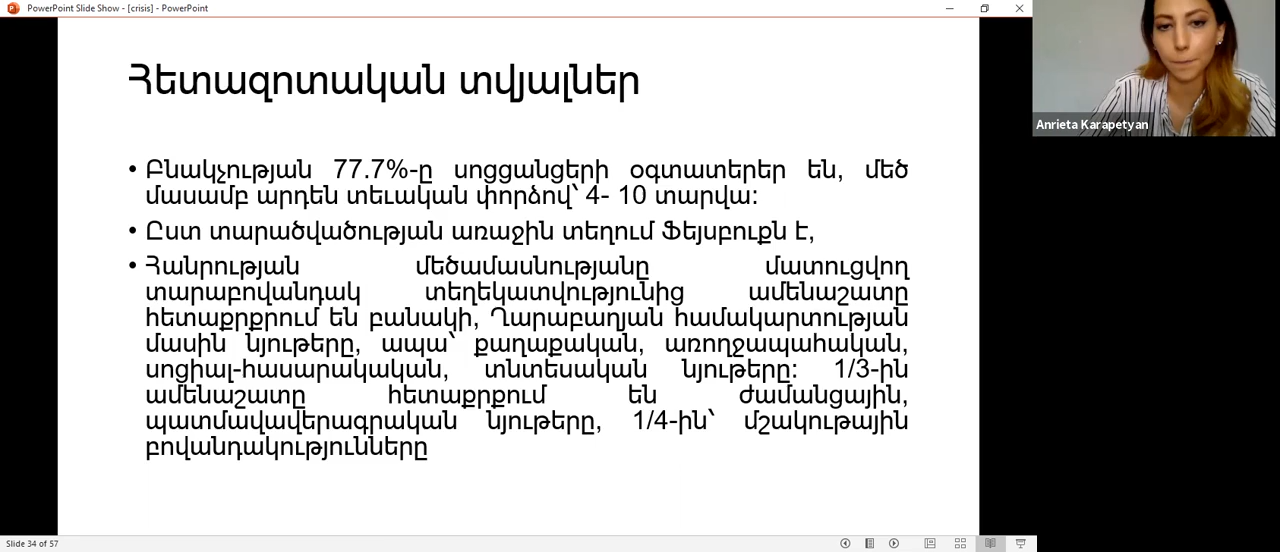 PowerPoint Slide Show - [crisis] - PowerPoint
Anrieta Karapetyan
Հետազոտական տվյալներ
• Բնակչության 77.7%-ը սոցցանցերի օգտատերեր են, մեծ
մասամբ արդեն տեւական փորձով՝ 4- 10 տարվա:
• Ըստ տարածվածության առաջին տեղում Ֆեյսբուքն է,
• Հանրության մեծամասնությանը մատուցվող
տարաբովանդակ տեղեկատվությունից ամենաշատը
հետաքրքրում են բանակի, Ղարաբաղյան համակարտության
մասին նյութերը, ապա՝ քաղաքական, առողջապահական,
սոցիալ-հասարակական, տնտեսական նյութերը: 1/3-ին
ամենաշատը հետաքրքում են ժամանցային,
պատմավավերագրական նյութերը, 1/4-ին՝ մշակութային
բովանդակությունները
Slide 34 of 57